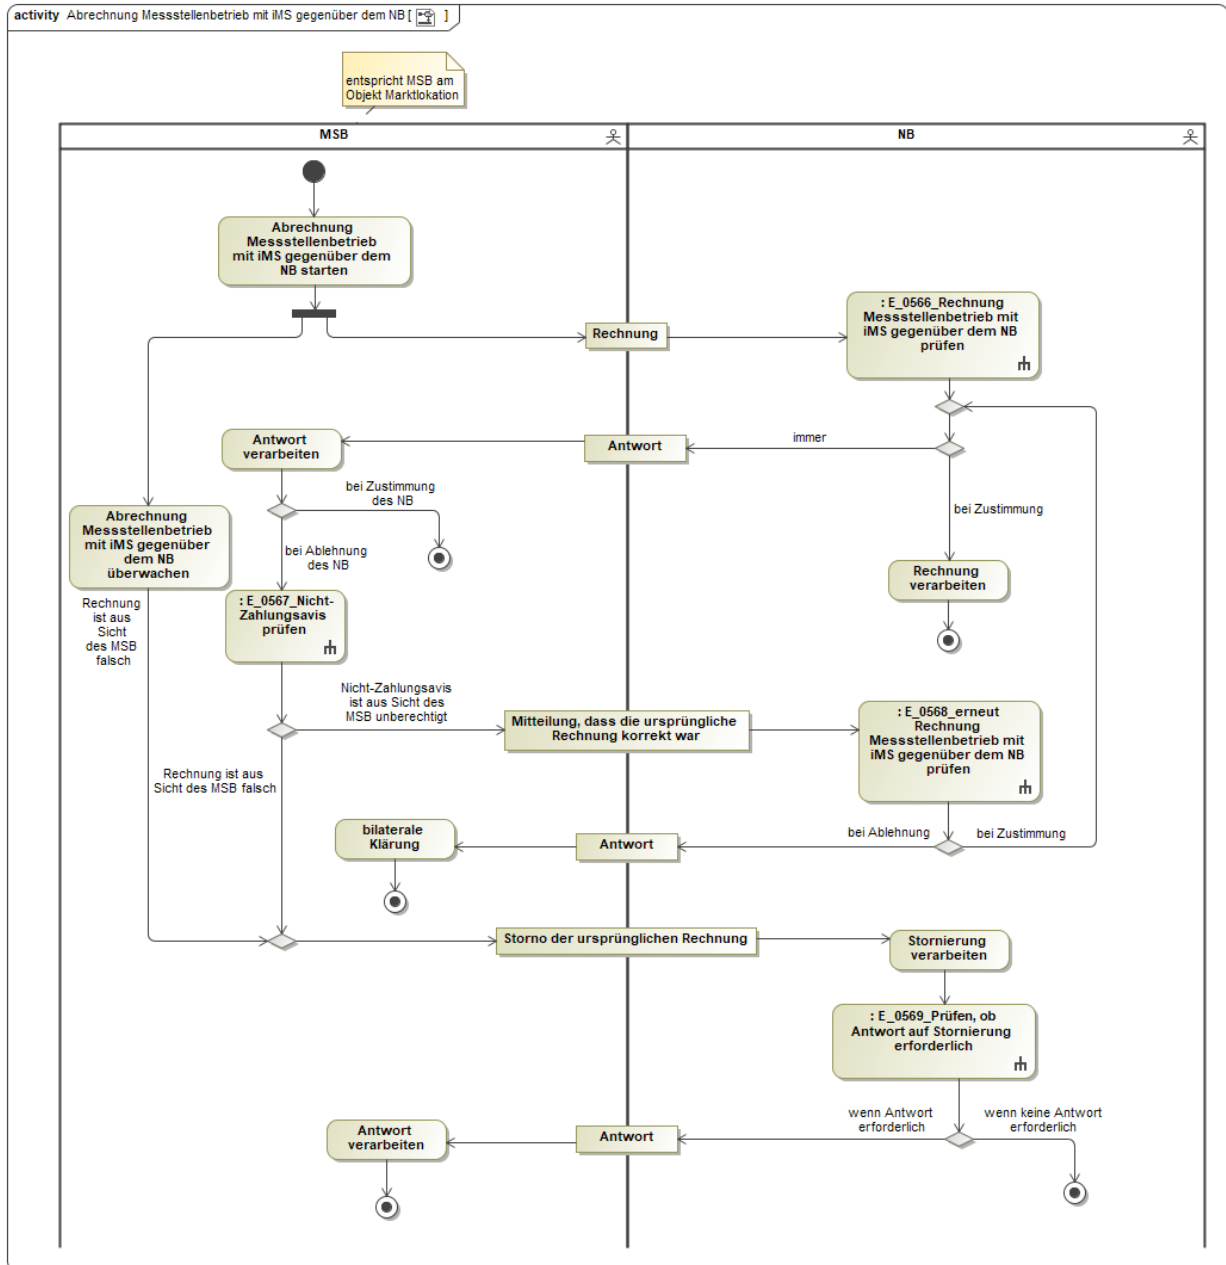 activity Abrechnung Messstellenbetrieb mit iMS gegenüber dem NB [ ]
entspricht MSB am
Objekt Marktlokation
MSB
NB
Abrechnung
Messstellenbetrieb
mit iMS gegenüber dem
NB starten
: E_0566_Rechnung
Messstellenbetrieb mit
iMS gegenüber dem NB
prüfen
Rechnung
Antwort
verarbeiten
Antwort
immer
bei Zustimmung
des NB
bei Zustimmung
Abrechnung
Messstellenbetrieb
mit iMS gegenüber
dem NB
überwachen
bei Ablehnung
des NB
Rechnung
verarbeiten
Rechnung
ist aus
Sicht
des MSB
falsch
: E_0567_Nicht-
Zahlungsavis
prüfen
Nicht-Zahlungsavis
ist aus Sicht des
MSB unberechtigt
Mitteilung, dass die ursprüngliche
Rechnung korrekt war
: E_0568_erneut
Rechnung
Messstellenbetrieb mit
iMS gegenüber dem NB
prüfen
Rechnung ist aus
Sicht des MSB falsch
bilaterale
Klärung
Antwort
bei Ablehnung
bei Zustimmung
Storno der ursprünglichen Rechnung
Stornierung
verarbeiten
: E_0569_Prüfen, ob
Antwort auf Stornierung
erforderlich
wenn Antwort
erforderlich
wenn keine Antwort
erforderlich
Antwort
verarbeiten
Antwort